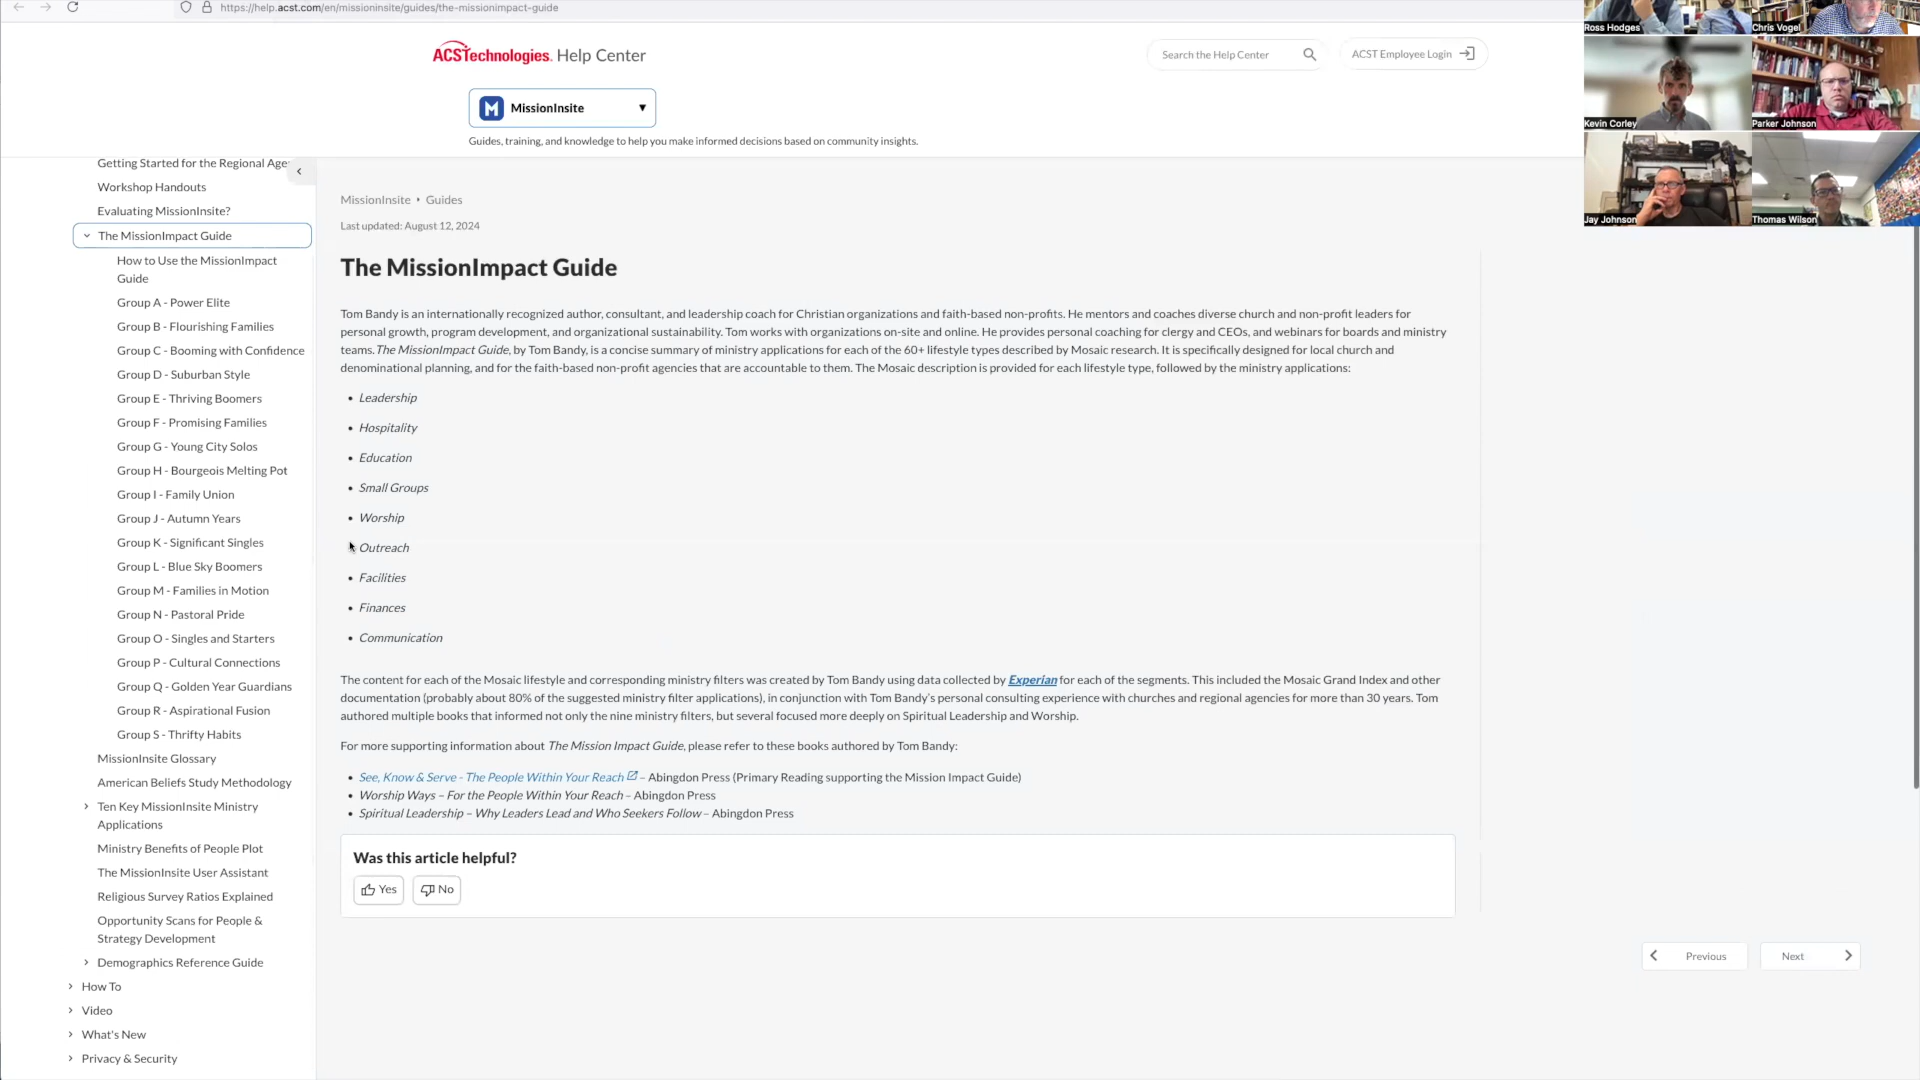 https://help.acst.com/en/missioninsite/guides/the-missionimpact-guide
ACSTechnologies. Help Center
Search the Help Center
ACST Employee Login
M MissionInsite
Guides, training, and knowledge to help you make informed decisions based on community insights.
Ross Hodges
Chris Vogel
Kevin Corley
Parker Johnson
Jay Johnson
Thomas Wilson
Getting Started for the Regional Age
Workshop Handouts
Evaluating MissionInsite?
The MissionImpact Guide
How to Use the MissionImpact
Guide
Group A - Power Elite
Group B - Flourishing Families
Group C - Booming with Confidence
Group D - Suburban Style
Group E - Thriving Boomers
Group F - Promising Families
Group G - Young City Solos
Group H - Bourgeois Melting Pot
Group I - Family Union
Group J - Autumn Years
Group K - Significant Singles
Group L - Blue Sky Boomers
Group M - Families in Motion
Group N - Pastoral Pride
Group O - Singles and Starters
Group P - Cultural Connections
Group Q - Golden Year Guardians
Group R - Aspirational Fusion
Group S - Thrifty Habits
MissionInsite Glossary
American Beliefs Study Methodology
Ten Key MissionInsite Ministry
Applications
Ministry Benefits of People Plot
The MissionInsite User Assistant
Religious Survey Ratios Explained
Opportunity Scans for People &
Strategy Development
Demographics Reference Guide
How To
Video
What's New
Privacy & Security
MissionInsite • Guides
Last updated: August 12, 2024
The MissionImpact Guide
Tom Bandy is an internationally recognized author, consultant, and leadership coach for Christian organizations and faith-based non-profits. He mentors and coaches diverse church and non-profit leaders for
personal growth, program development, and organizational sustainability. Tom works with organizations on-site and online. He provides personal coaching for clergy and CEOs, and webinars for boards and ministry
teams.The MissionImpact Guide, by Tom Bandy, is a concise summary of ministry applications for each of the 60+ lifestyle types described by Mosaic research. It is specifically designed for local church and
denominational planning, and for the faith-based non-profit agencies that are accountable to them. The Mosaic description is provided for each lifestyle type, followed by the ministry applications:
• Leadership
• Hospitality
• Education
• Small Groups
• Worship
• Outreach
• Facilities
• Finances
• Communication
The content for each of the Mosaic lifestyle and corresponding ministry filters was created by Tom Bandy using data collected by Experian for each of the segments. This included the Mosaic Grand Index and other
documentation (probably about 80% of the suggested ministry filter applications), in conjunction with Tom Bandy's personal consulting experience with churches and regional agencies for more than 30 years. Tom
authored multiple books that informed not only the nine ministry filters, but several focused more deeply on Spiritual Leadership and Worship.
For more supporting information about The Mission Impact Guide, please refer to these books authored by Tom Bandy:
• See, Know & Serve - The People Within Your Reach – Abingdon Press (Primary Reading supporting the Mission Impact Guide)
• Worship Ways – For the People Within Your Reach – Abingdon Press
• Spiritual Leadership – Why Leaders Lead and Who Seekers Follow – Abingdon Press
Was this article helpful?
Yes
No
Previous
Next